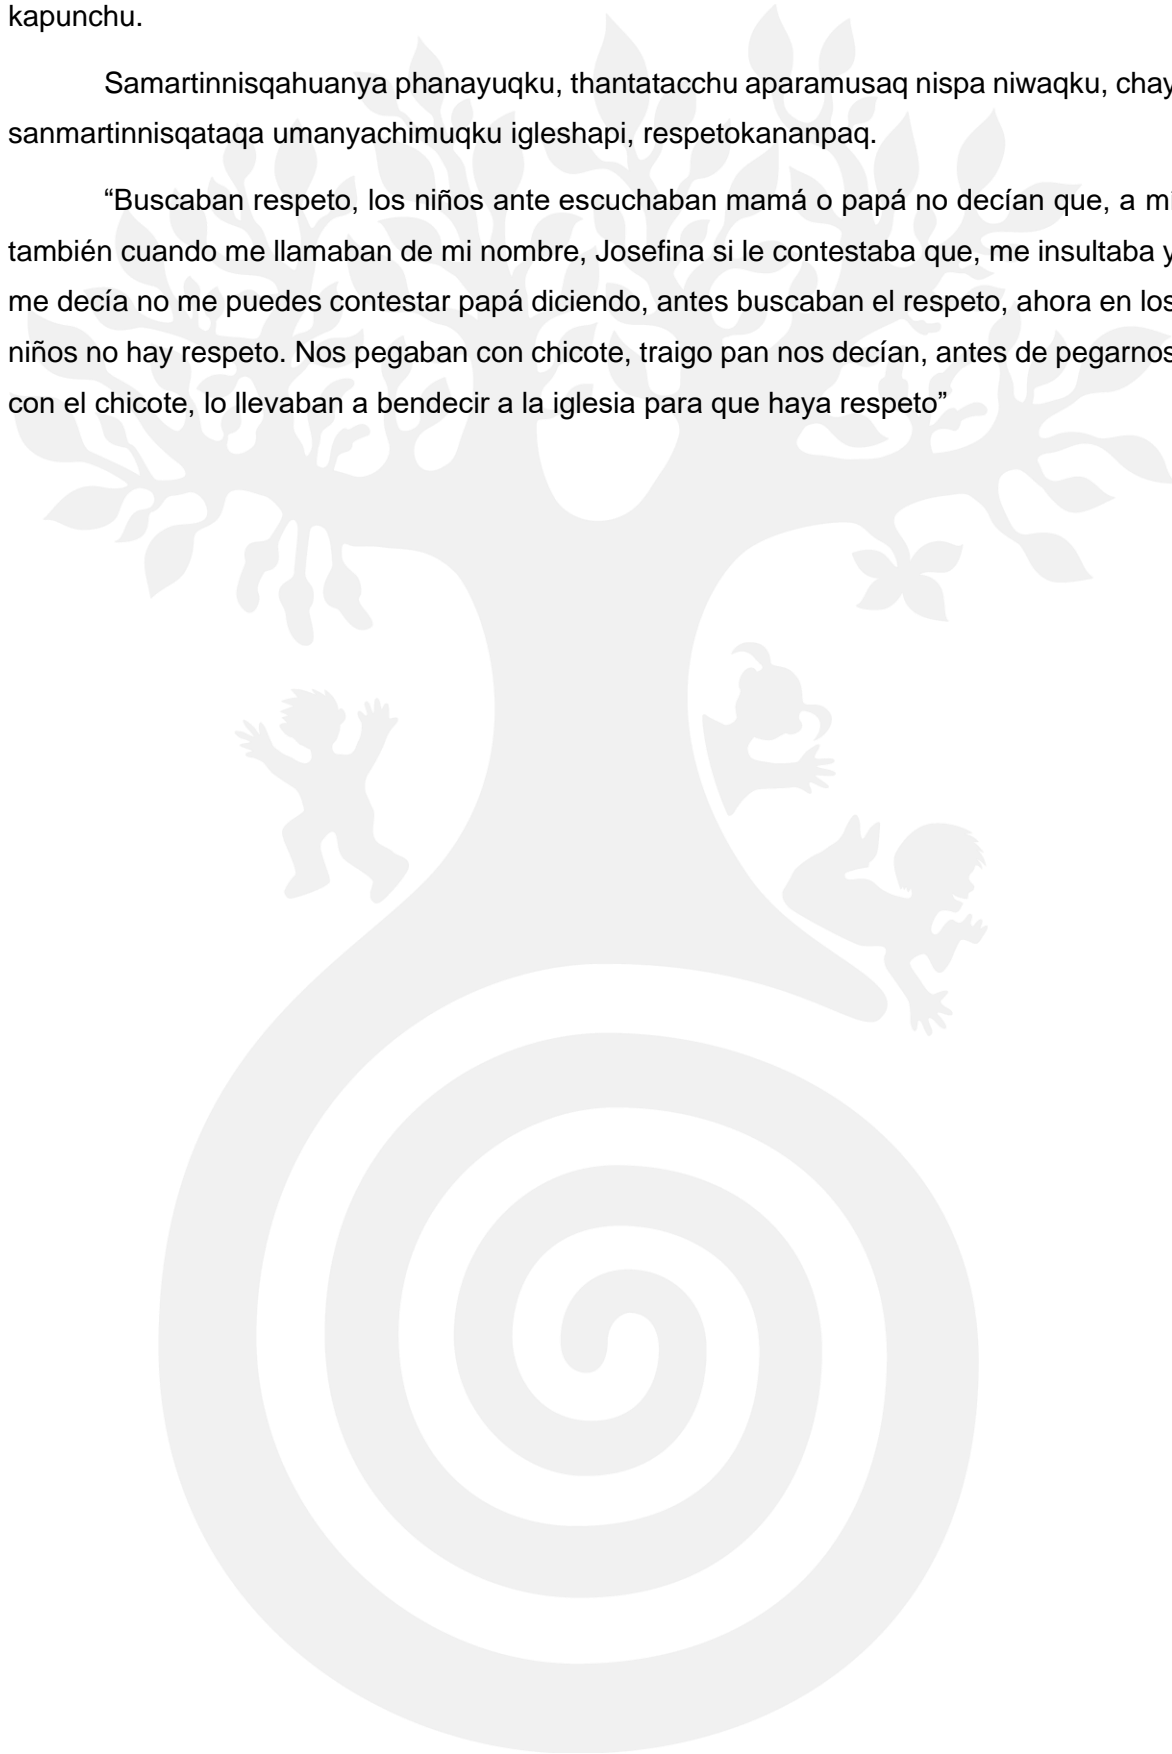 kapunchu.
Samartinnisqahuanya phanayuqku, thantatacchu aparamusaq nispa niwaqku, chay
sanmartinnisqataqa umanyachimuqku igleshapi, respetokananpaq.
“Buscaban respeto, los niños ante escuchaban mamá o papá no decían que, a mi
también cuando me llamaban de mi nombre, Josefina si le contestaba que, me insultaba y
me decía no me puedes contestar papá diciendo, antes buscaban el respeto, ahora en los
niños no hay respeto. Nos pegaban con chicote, traigo pan nos decían, antes de pegarnos
con el chicote, lo llevaban a bendecir a la iglesia para que haya respeto”